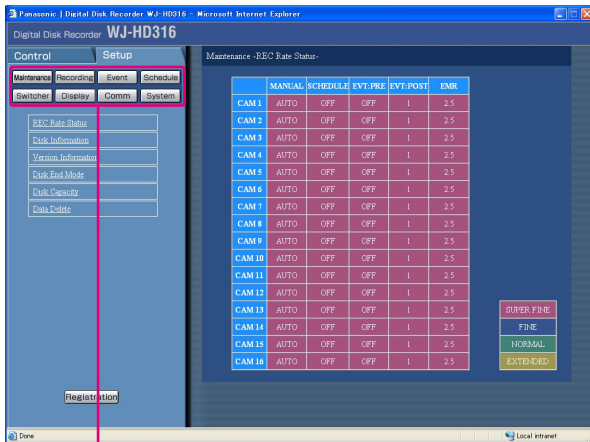 Panasonic | Digital Disk Recorder WJ-HD316 - Microsoft Internet Explorer
Digital Disk Recorder WJ-HD316
Control Setup
Maintenance Recording Event Schedule
Switcher Display Comm System
REC Rate Status
Disk Information
Version Information
Disk End Mode
Disk Capacity
Data Delete
Registration
Maintenance -REC Rate Status-
MANUAL SCHEDULE EVT:PRE EVT:POST EMR
CAM 1 AUTO OFF OFF 1 2.5
CAM 2 AUTO OFF OFF 1 2.5
CAM 3 AUTO OFF OFF 1 2.5
CAM 4 AUTO OFF OFF 1 2.5
CAM 5 AUTO OFF OFF 1 2.5
CAM 6 AUTO OFF OFF 1 2.5
CAM 7 AUTO OFF OFF 1 2.5
CAM 8 AUTO OFF OFF 1 2.5
CAM 9 AUTO OFF OFF 1 2.5
CAM 10 AUTO OFF OFF 1 2.5
CAM 11 AUTO OFF OFF 1 2.5
CAM 12 AUTO OFF OFF 1 2.5
CAM 13 AUTO OFF OFF 1 2.5
CAM 14 AUTO OFF OFF 1 2.5
CAM 15 AUTO OFF OFF 1 2.5
CAM 16 AUTO OFF OFF 1 2.5
SUPER FINE
FINE
NORMAL
EXTENDED
Done
Local intranet